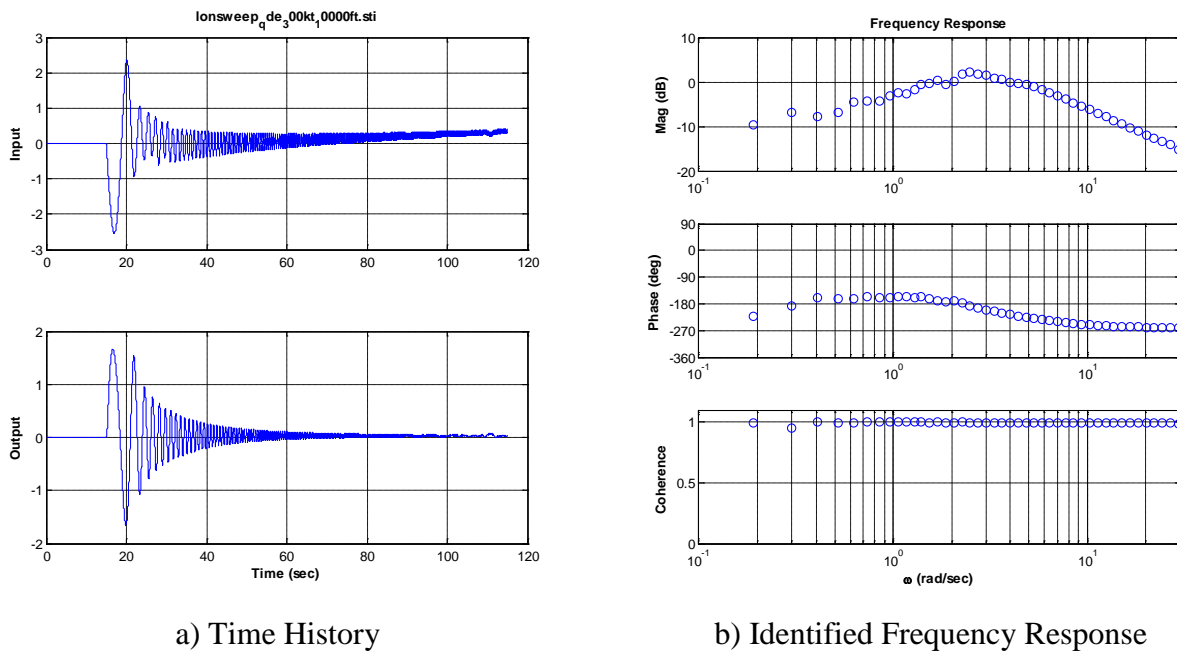 lonsweep_qde_300kt_10000ft.sti
3
2
1
0
-1
-2
-3
Input
0 20 40 60 80 100 120
2
1
0
-1
-2
Output
0 20 40 60 80 100 120
Time (sec)
a) Time History
Frequency Response
10
0
-10
-20
Mag (dB)
10^-1 10^0 10^1
90
0
-90
-180
-270
-360
Phase (deg)
10^-1 10^0 10^1
1
0.5
0
Coherence
10^-1 10^0 10^1
ω (rad/sec)
b) Identified Frequency Response